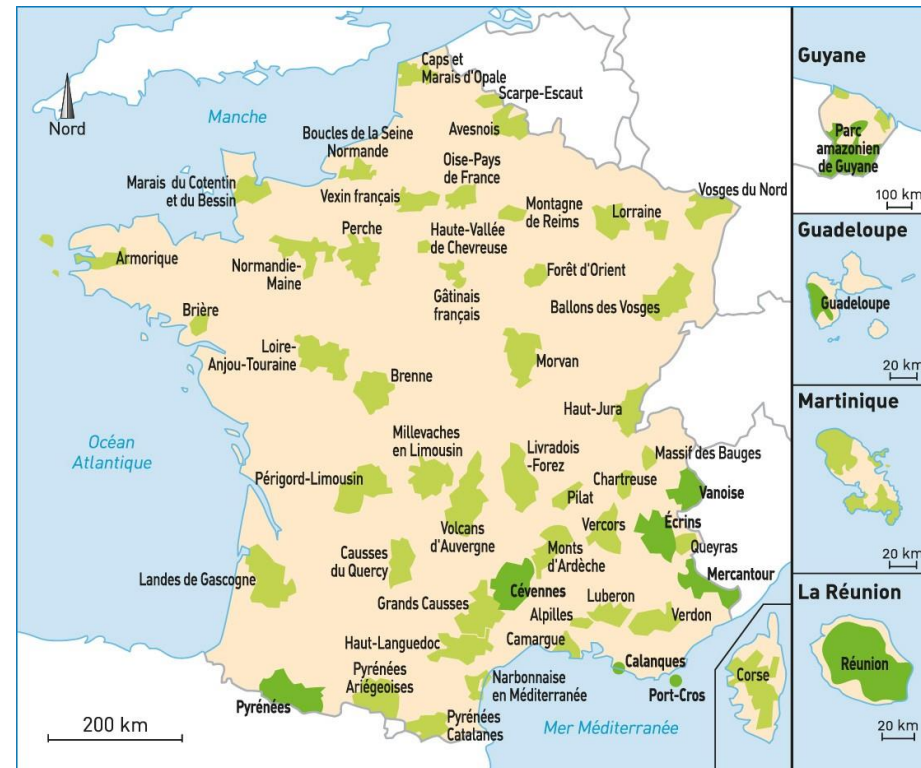 Caps et
Marais d'Opale
Scarpe-Escaut
Nord
Manche
Avesnois
Boucles de la Seine
Normande
Oise-Pays
de France
Marais du Cotentin
et du Bessin
Vexin français
Montagne
de Reims
Lorraine
Vosges du Nord
Perche
Haute-Vallée
de Chevreuse
Armorique
Normandie-
Maine
Forêt d'Orient
Gâtinais
français
Ballons des Vosges
Brière
Loire-
Anjou-Touraine
Morvan
Brenne
Haut-Jura
Océan
Atlantique
Millevaches
en Limousin
Livradois
-Forez
Massif des Bauges
Périgord-Limousin
Chartreuse
Pilat
Vanoise
Volcans
d'Auvergne
Vercors
Écrins
Causses
du Quercy
Monts
d'Ardèche
Queyras
Landes de Gascogne
Mercantour
Cévennes
Grands Causses
Luberon
Alpilles
Verdon
Haut-Languedoc
Camargue
Calanques
Corse
Pyrénées
Ariégeoises
Narbonnaise
en Méditerranée
Port-Cros
Pyrénées
Pyrénées
Catalanes
Mer Méditerranée
200 km
Guyane
Parc
amazonien
de Guyane
100 km
Guadeloupe
Guadeloupe
20 km
Martinique
20 km
La Réunion
Réunion
20 km